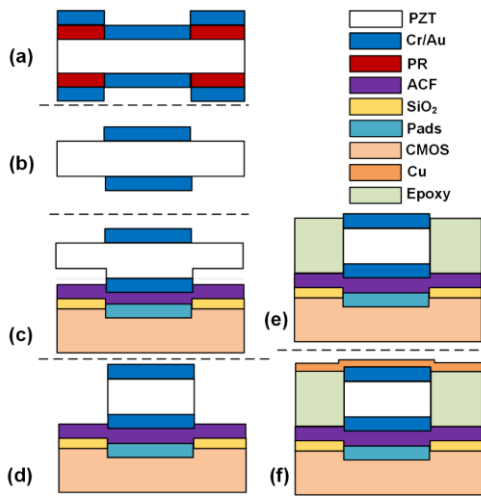 (a)
(b)
(c)
(d)
PZT
Cr/Au
PR
ACF
SiO₂
Pads
CMOS
Cu
Epoxy
(e)
(f)